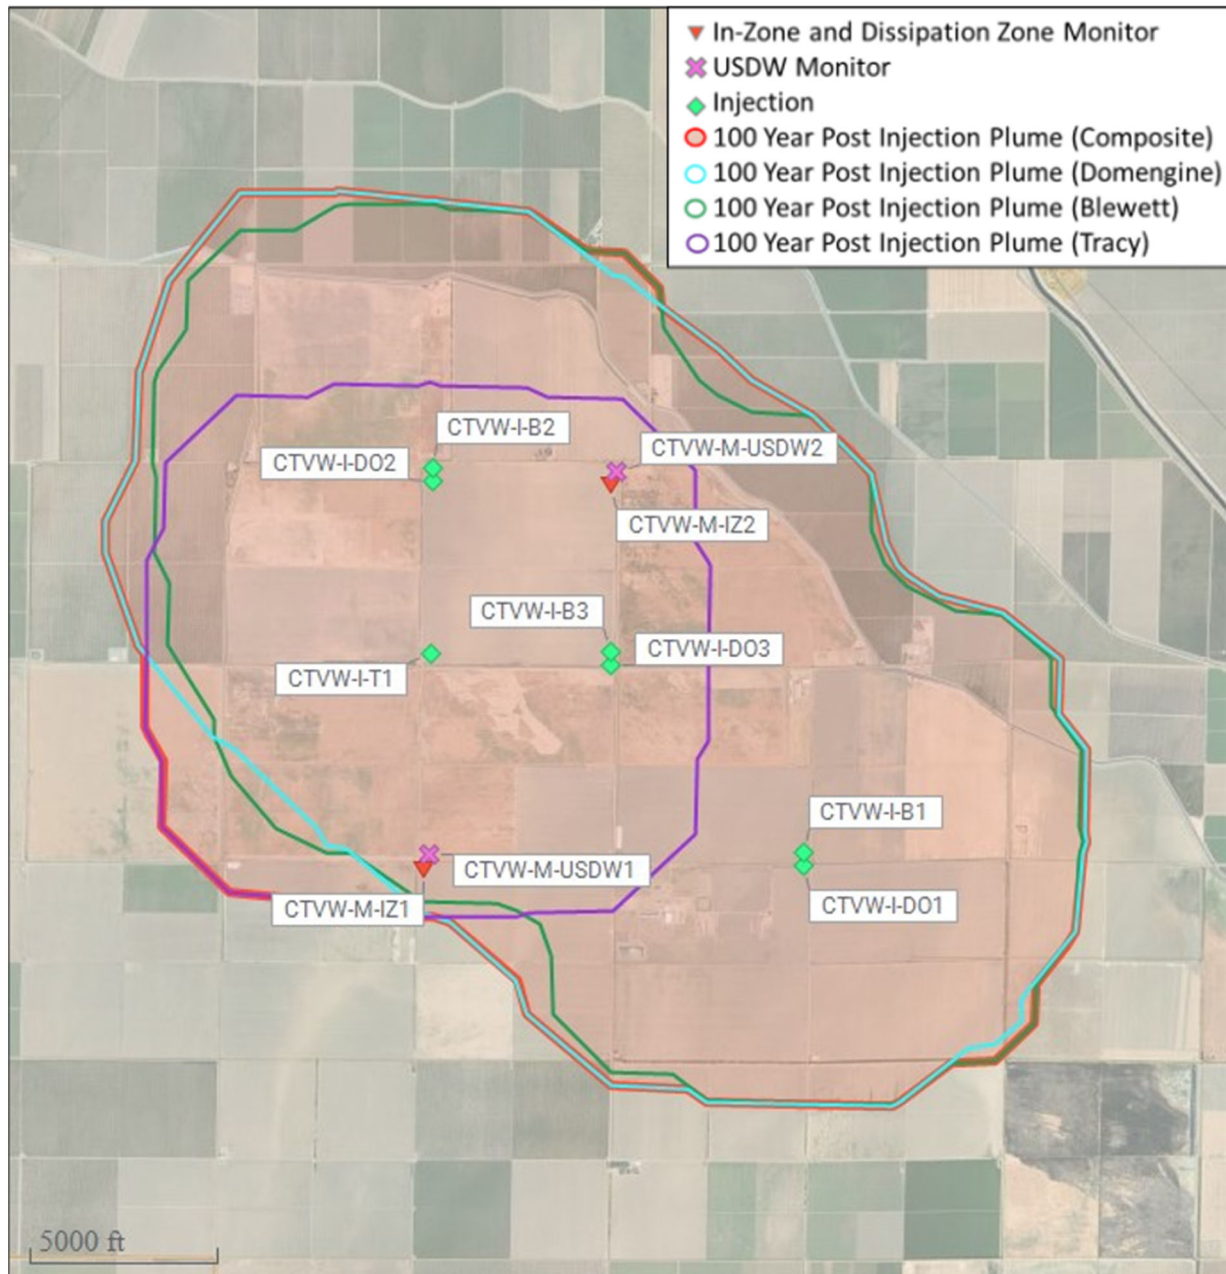 In-Zone and Dissipation Zone Monitor
USDW Monitor
Injection
100 Year Post Injection Plume (Composite)
100 Year Post Injection Plume (Domengine)
100 Year Post Injection Plume (Blewett)
100 Year Post Injection Plume (Tracy)
CTVW-I-B2
CTVW-M-USDW2
CTVW-I-DO2
CTVW-M-IZ2
CTVW-I-B3
CTVW-I-DO3
CTVW-I-T1
CTVW-I-B1
CTVW-M-USDW1
CTVW-M-IZ1
CTVW-I-DO1
5000 ft